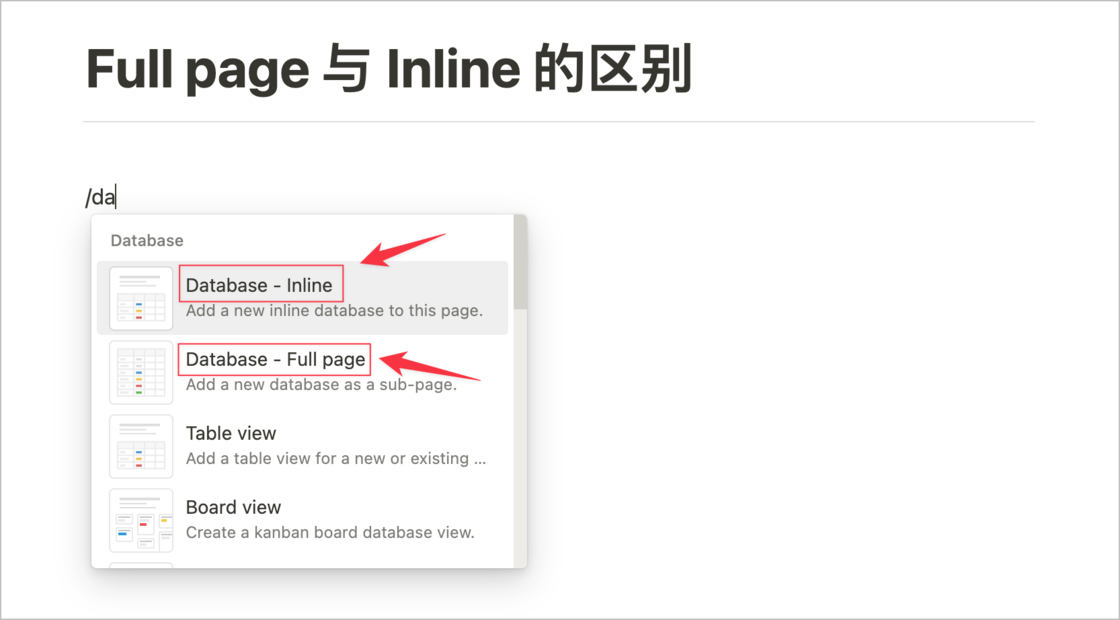 Full page 与 Inline 的区别
/da
Database
Database - Inline
Add a new inline database to this page.
Database - Full page
Add a new database as a sub-page.
Table view
Add a table view for a new or existing ...
Board view
Create a kanban board database view.